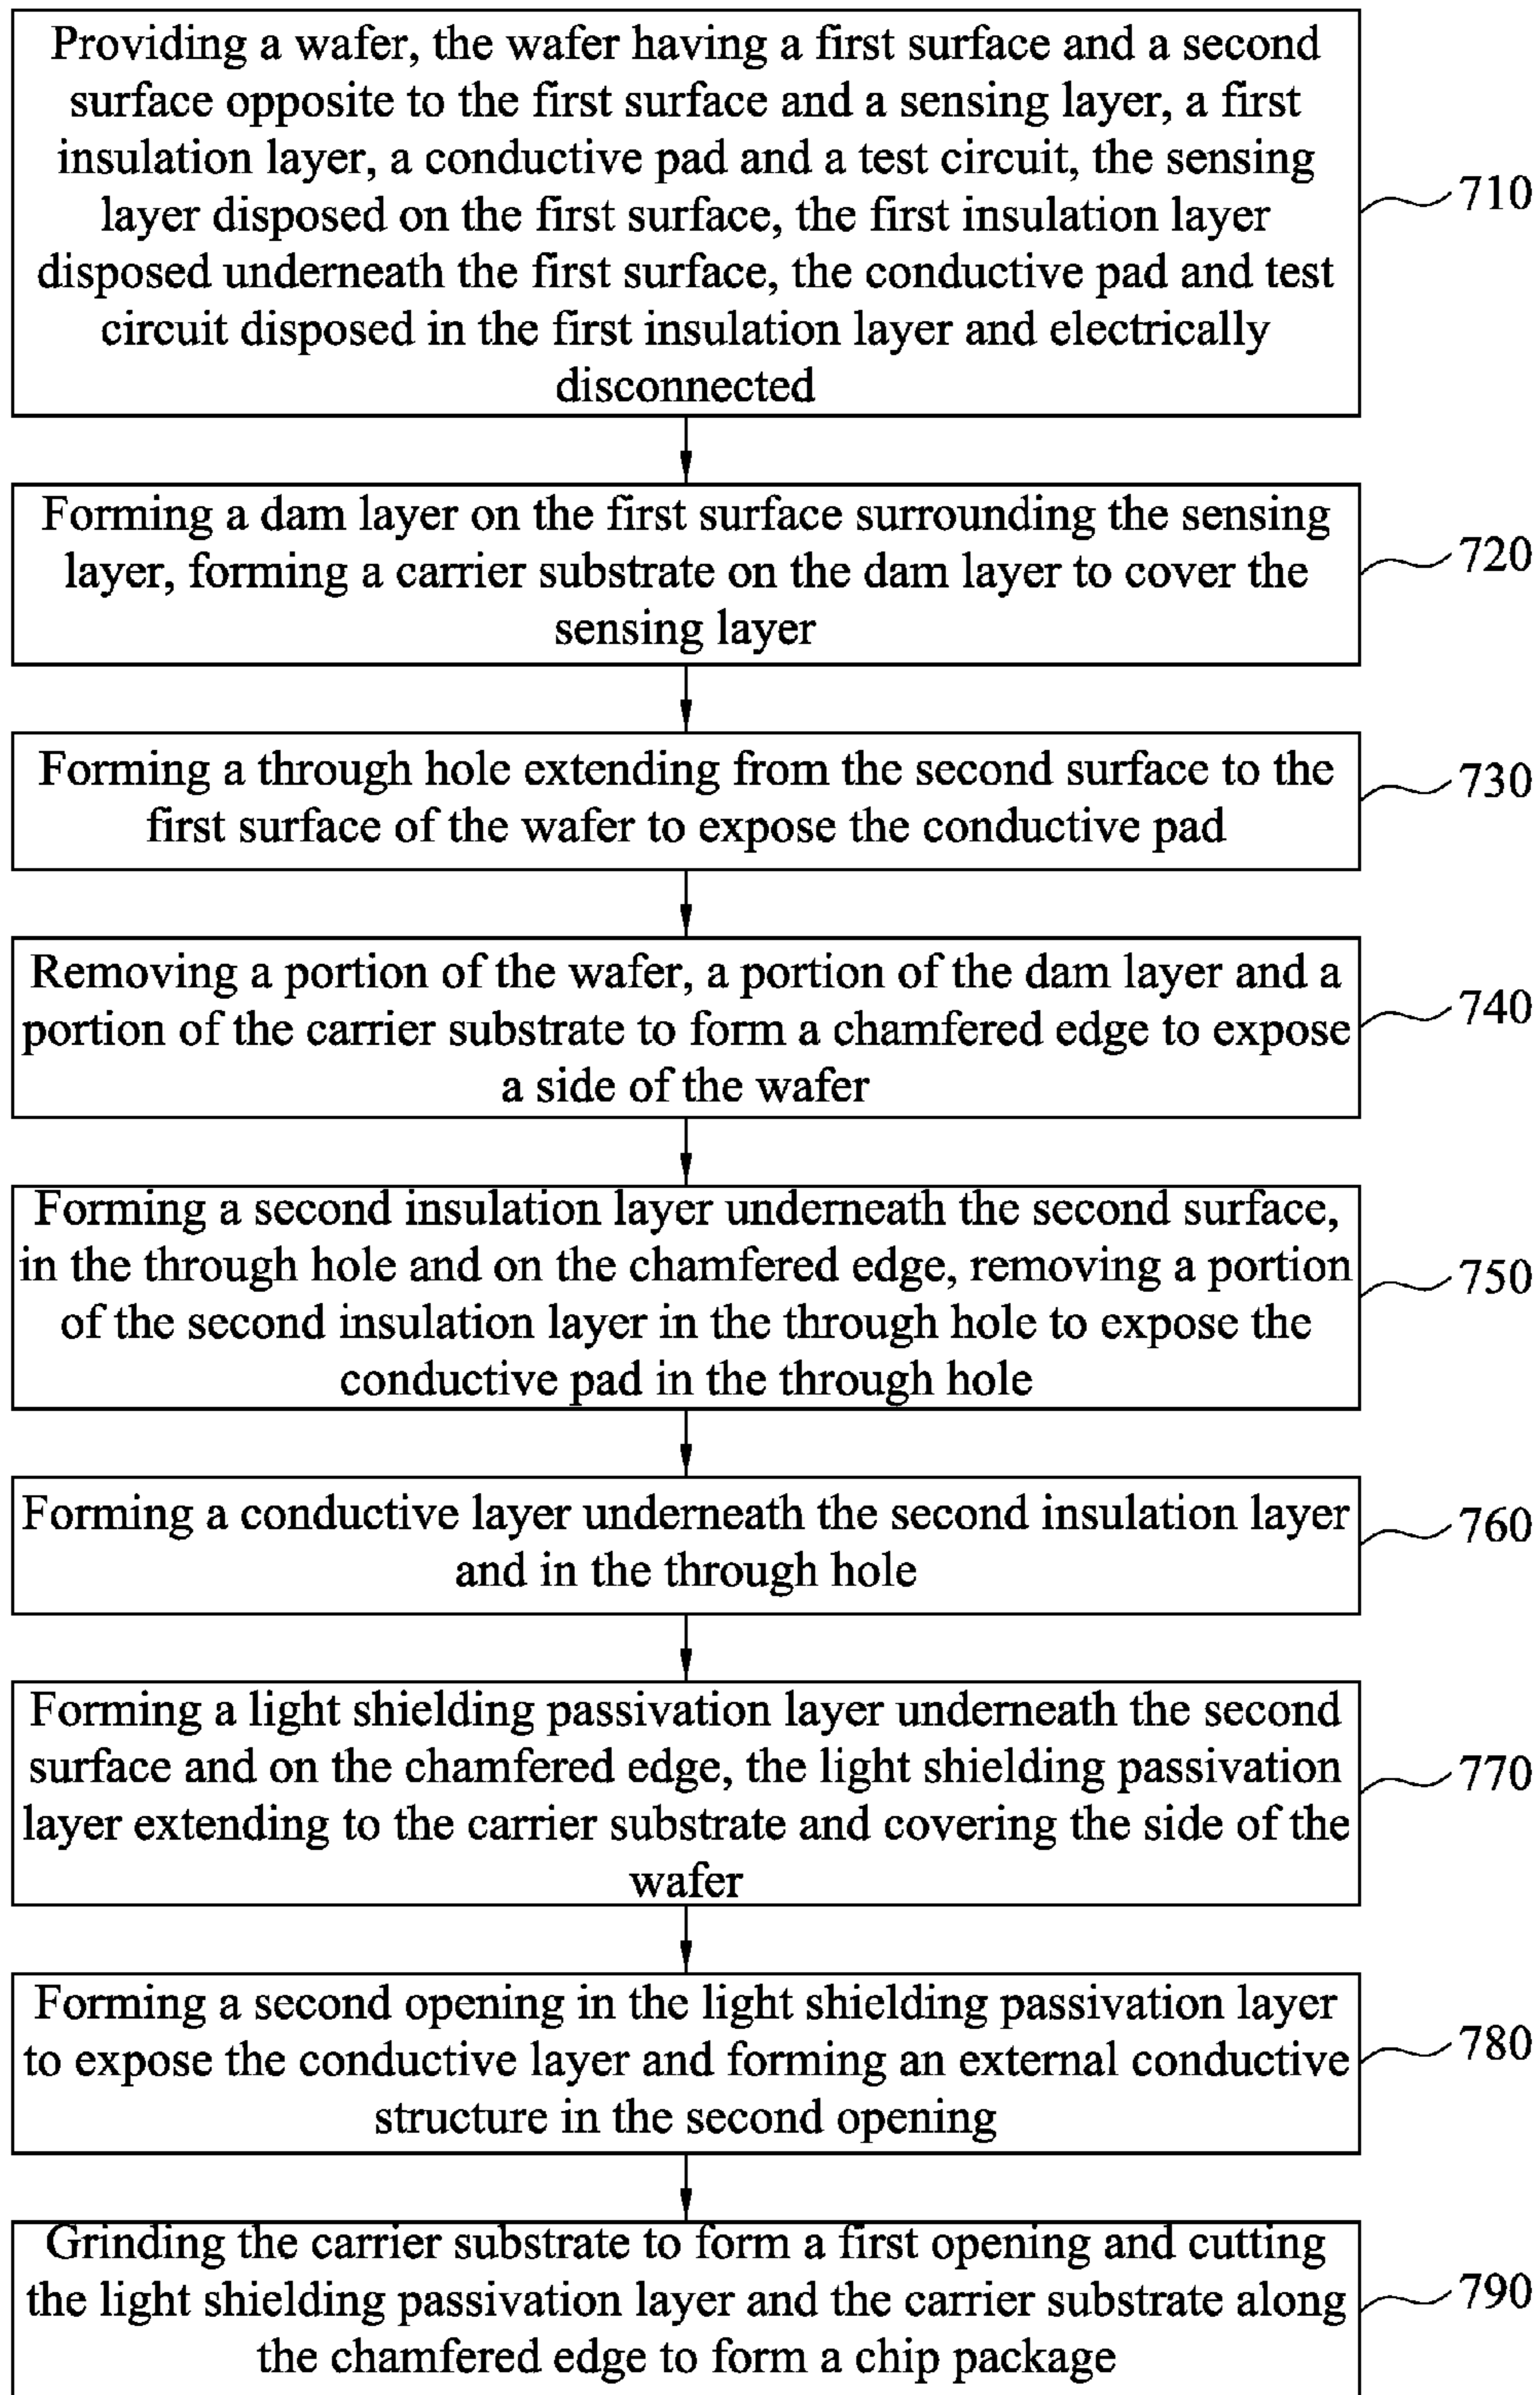 Providing a wafer, the wafer having a first surface and a second
surface opposite to the first surface and a sensing layer, a first
insulation layer, a conductive pad and a test circuit, the sensing
layer disposed on the first surface, the first insulation layer
disposed underneath the first surface, the conductive pad and test
circuit disposed in the first insulation layer and electrically
disconnected
710
Forming a dam layer on the first surface surrounding the sensing
layer, forming a carrier substrate on the dam layer to cover the
sensing layer
720
Forming a through hole extending from the second surface to the
first surface of the wafer to expose the conductive pad
730
Removing a portion of the wafer, a portion of the dam layer and a
portion of the carrier substrate to form a chamfered edge to expose
a side of the wafer
740
Forming a second insulation layer underneath the second surface,
in the through hole and on the chamfered edge, removing a portion
of the second insulation layer in the through hole to expose the
conductive pad in the through hole
750
Forming a conductive layer underneath the second insulation layer
and in the through hole
760
Forming a light shielding passivation layer underneath the second
surface and on the chamfered edge, the light shielding passivation
layer extending to the carrier substrate and covering the side of the
wafer
770
Forming a second opening in the light shielding passivation layer
to expose the conductive layer and forming an external conductive
structure in the second opening
780
Grinding the carrier substrate to form a first opening and cutting
the light shielding passivation layer and the carrier substrate along
the chamfered edge to form a chip package
790